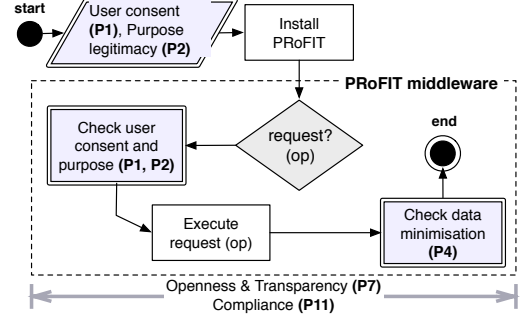 start
User consent
(P1), Purpose
legitimacy (P2)
Install
PRoFIT
PRoFIT middleware
request?
(op)
end
Check user
consent and
purpose (P1, P2)
Execute
request (op)
Check data
minimisation
(P4)
Openness & Transparency (P7)
Compliance (P11)